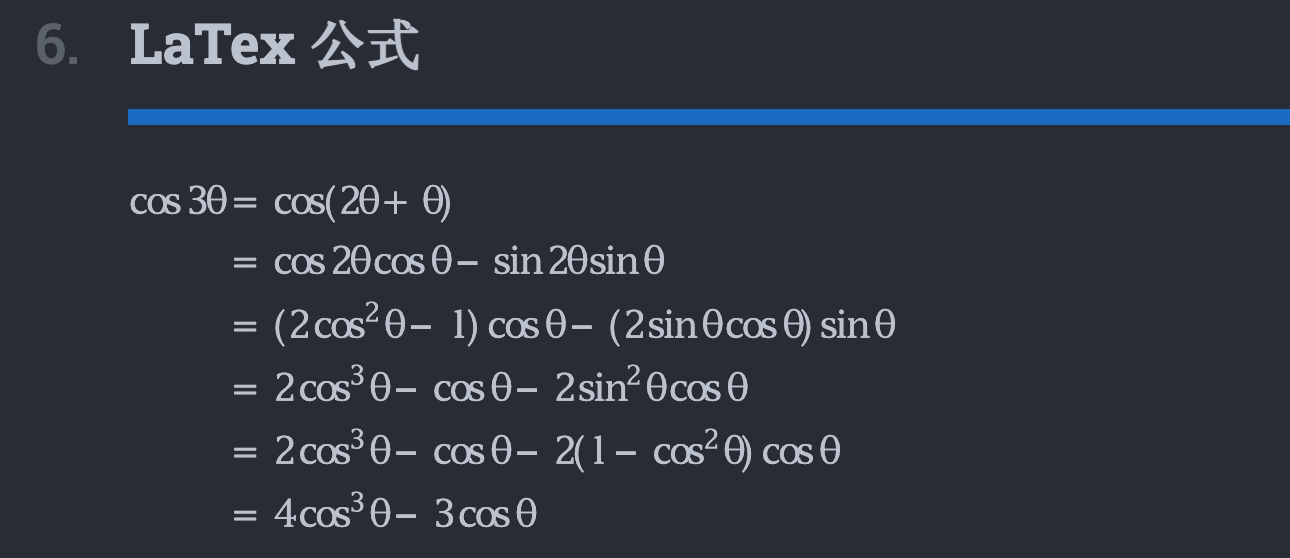 6. LaTex 公式
cos 3θ = cos(2θ + θ)
= cos 2θ cos θ − sin 2θ sin θ
= (2 cos² θ − 1) cos θ − (2 sin θ cos θ) sin θ
= 2 cos³ θ − cos θ − 2 sin² θ cos θ
= 2 cos³ θ − cos θ − 2(1 − cos² θ) cos θ
= 4 cos³ θ − 3 cos θ